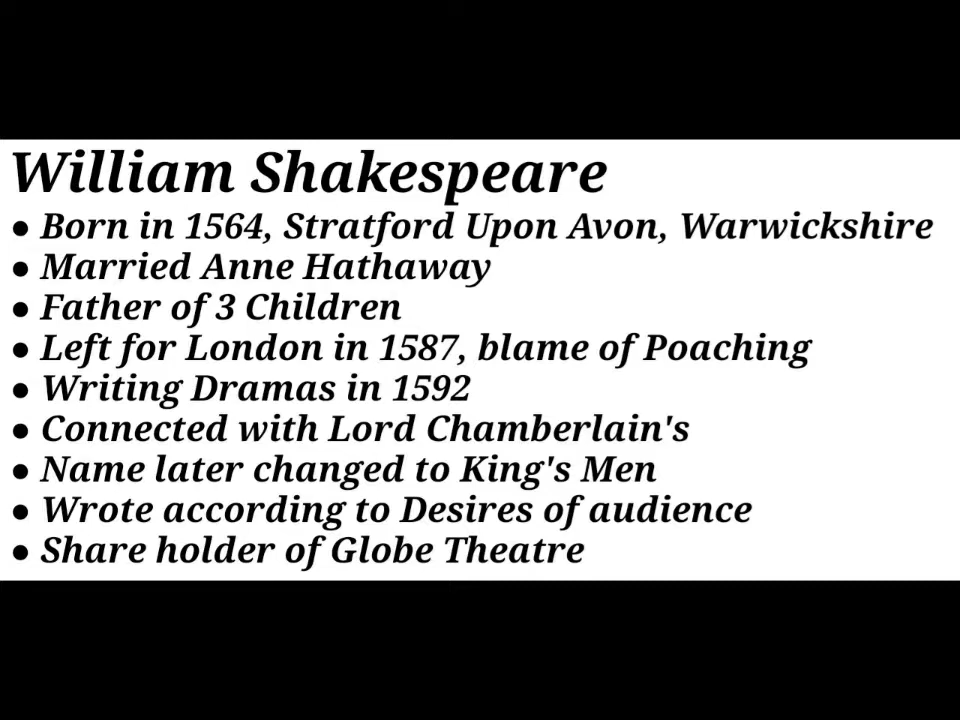 William Shakespeare
● Born in 1564, Stratford Upon Avon, Warwickshire
● Married Anne Hathaway
● Father of 3 Children
● Left for London in 1587, blame of Poaching
● Writing Dramas in 1592
● Connected with Lord Chamberlain's
● Name later changed to King's Men
● Wrote according to Desires of audience
● Share holder of Globe Theatre